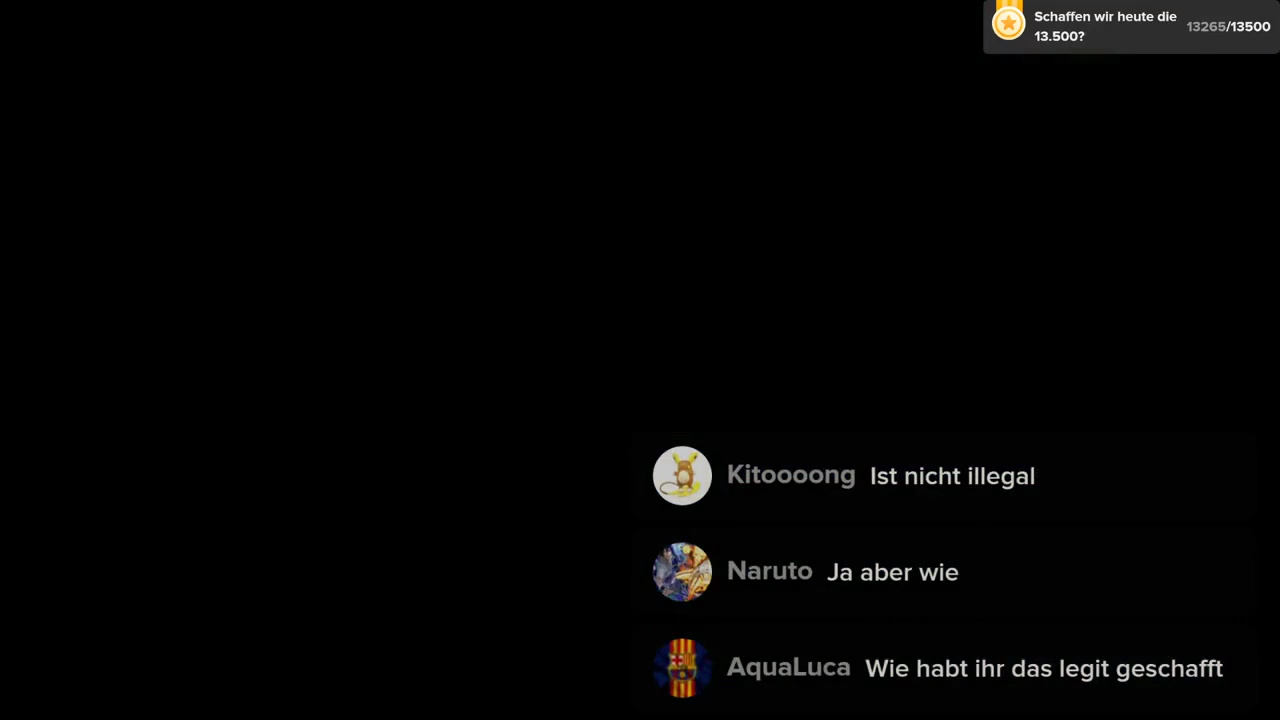 Schaffen wir heute die
13.500?
13265/13500
Kitoooong Ist nicht illegal
Naruto Ja aber wie
AquaLuca Wie habt ihr das legit geschafft